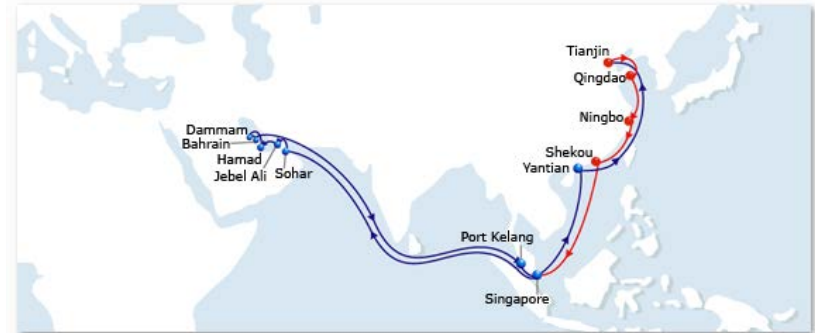 Tianjin
Qingdao
Ningbo
Shekou
Yantian
Dammam
Bahrain
Hamad
Jebel Ali
Sohar
Port Kelang
Singapore